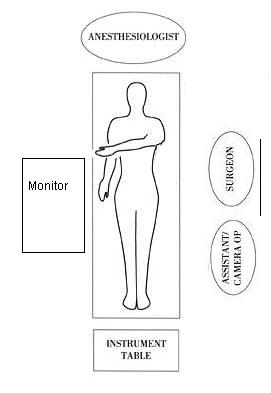 ANESTHESIOLOGIST
Monitor
SURGEON
ASSISTANT/
CAMERA OP
INSTRUMENT
TABLE